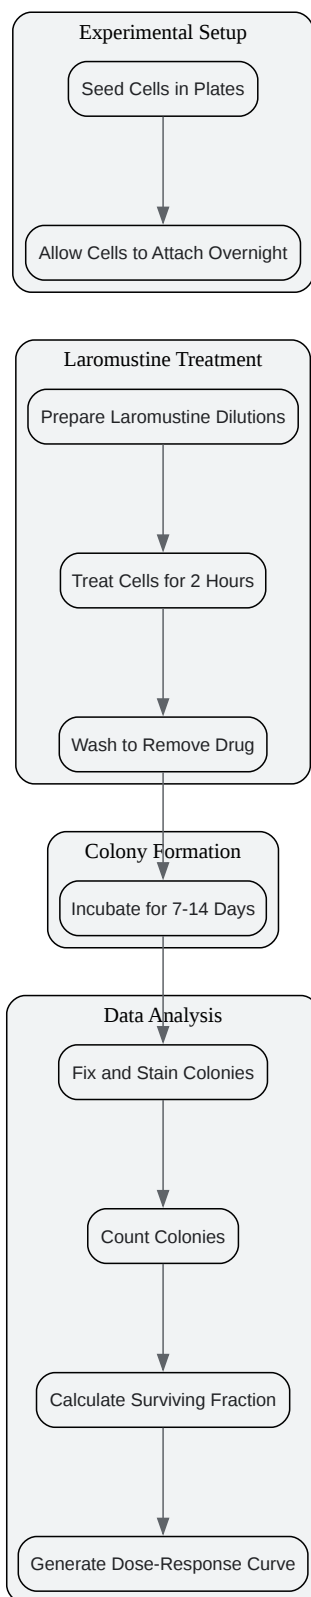 Experimental Setup
Seed Cells in Plates
Allow Cells to Attach Overnight
Laromustine Treatment
Prepare Laromustine Dilutions
Treat Cells for 2 Hours
Wash to Remove Drug
Colony Formation
Incubate for 7-14 Days
Data Analysis
Fix and Stain Colonies
Count Colonies
Calculate Surviving Fraction
Generate Dose-Response Curve